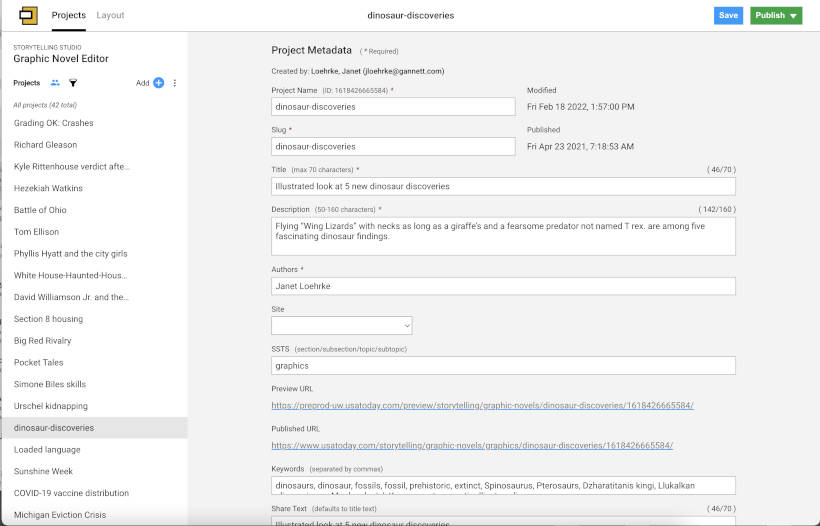 Projects Layout dinosaur-discoveries Save Publish
STORYTELLING STUDIO
Graphic Novel Editor
Projects Add
All projects (42 total)
Grading OK: Crashes
Richard Gleason
Kyle Rittenhouse verdict afte...
Hezekiah Watkins
Battle of Ohio
Tom Ellison
Phyllis Hyatt and the city girls
White House-Haunted-Hous...
David Williamson Jr. and the...
Section 8 housing
Big Red Rivalry
Pocket Tales
Simone Biles skills
Urschel kidnapping
dinosaur-discoveries
Loaded language
Sunshine Week
COVID-19 vaccine distribution
Michigan Eviction Crisis
Project Metadata ( * Required)
Created by: Loehrke, Janet (jloehrke@gannett.com)
Project Name (ID: 1618426665584) * Modified
dinosaur-discoveries Fri Feb 18 2022, 1:57:00 PM
Slug * Published
dinosaur-discoveries Fri Apr 23 2021, 7:18:53 AM
Title (max 70 characters) * ( 46/70 )
Illustrated look at 5 new dinosaur discoveries
Description (50-160 characters) * ( 142/160 )
Flying “Wing Lizards” with necks as long as a giraffe's and a fearsome predator not named T rex. are among five
fascinating dinosaur findings.
Authors *
Janet Loehrke
Site
SSTS (section/subsection/topic/subtopic)
graphics
Preview URL
https://preprod-uw.usatoday.com/preview/storytelling/graphic-novels/dinosaur-discoveries/1618426665584/
Published URL
https://www.usatoday.com/storytelling/graphic-novels/graphics/dinosaur-discoveries/1618426665584/
Keywords (separated by commas)
dinosaurs, dinosaur, fossils, fossil, prehistoric, extinct, Spinosaurus, Pterosaurs, Dzharatitanis kingi, Llukalkan
Share Text (defaults to title text) ( 46/70 )
Illustrated look at 5 new dinosaur discoveries